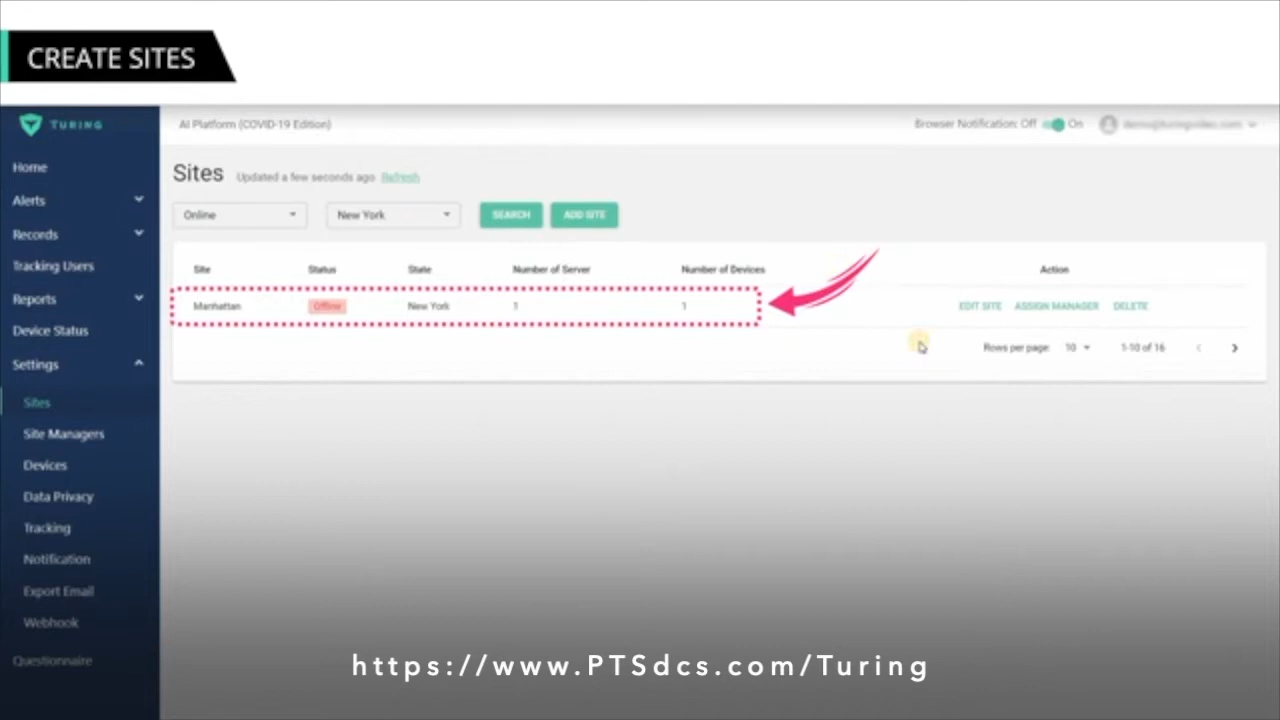 CREATE SITES
TURING
AI Platform (COVID-19 Edition)
Browser Notification: Off On
Home
Alerts
Records
Tracking Users
Reports
Device Status
Settings
Sites
Site Managers
Devices
Data Privacy
Tracking
Notification
Export Email
Webhook
Questionnaire
Sites Updated a few seconds ago Refresh
Online New York SEARCH ADD SITE
Site Status State Number of Server Number of Devices Action
Manhattan Offline New York 1 1 EDIT SITE ASSIGN MANAGER DELETE
Rows per page: 10 1-10 of 16
https://www.PTSdcs.com/Turing